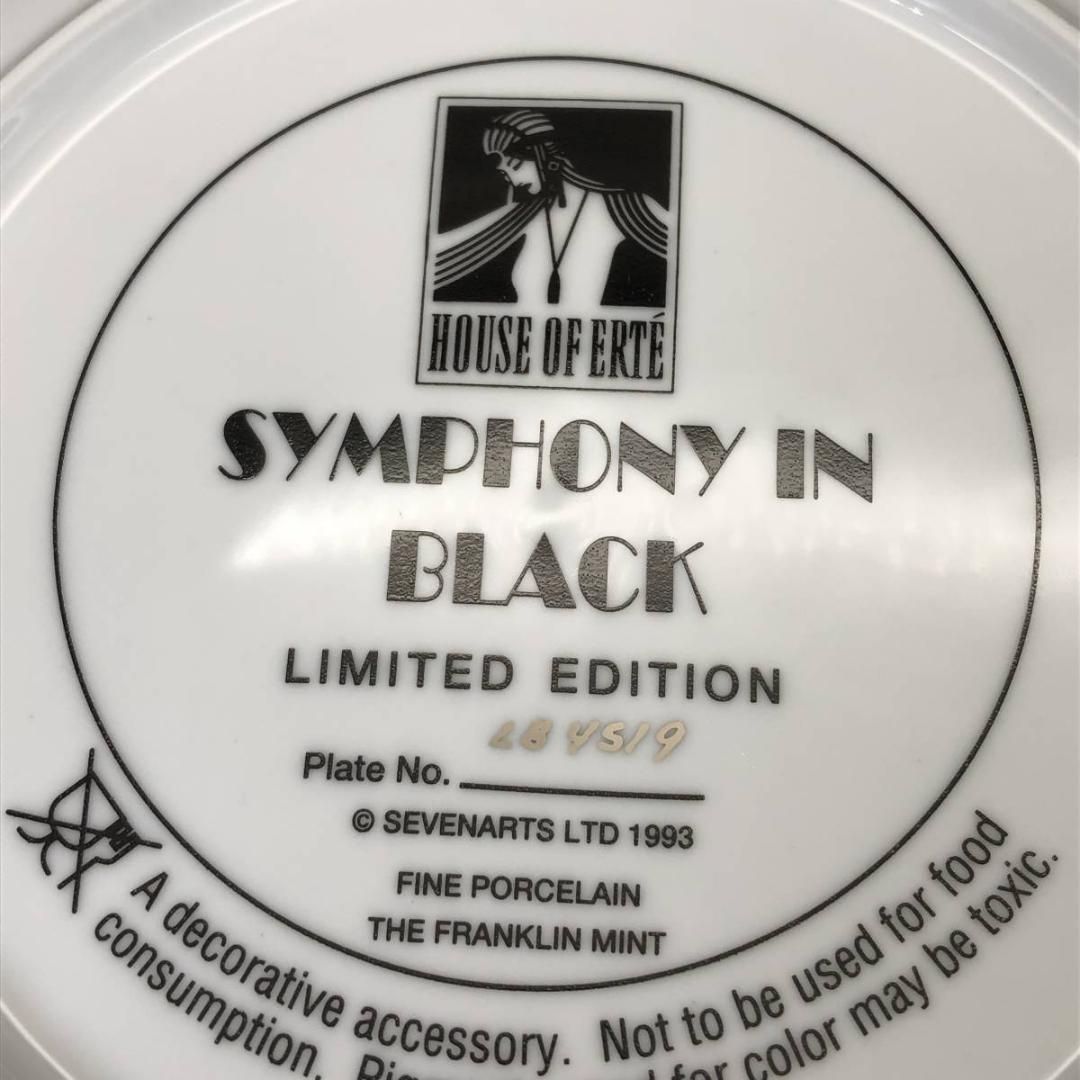 HOUSE OF ERTÉ
SYMPHONY IN
BLACK
LIMITED EDITION
Plate No. LB4519
© SEVENARTS LTD 1993
FINE PORCELAIN
THE FRANKLIN MINT
A decorative accessory. Not to be used for food
consumption. for color may be toxic.